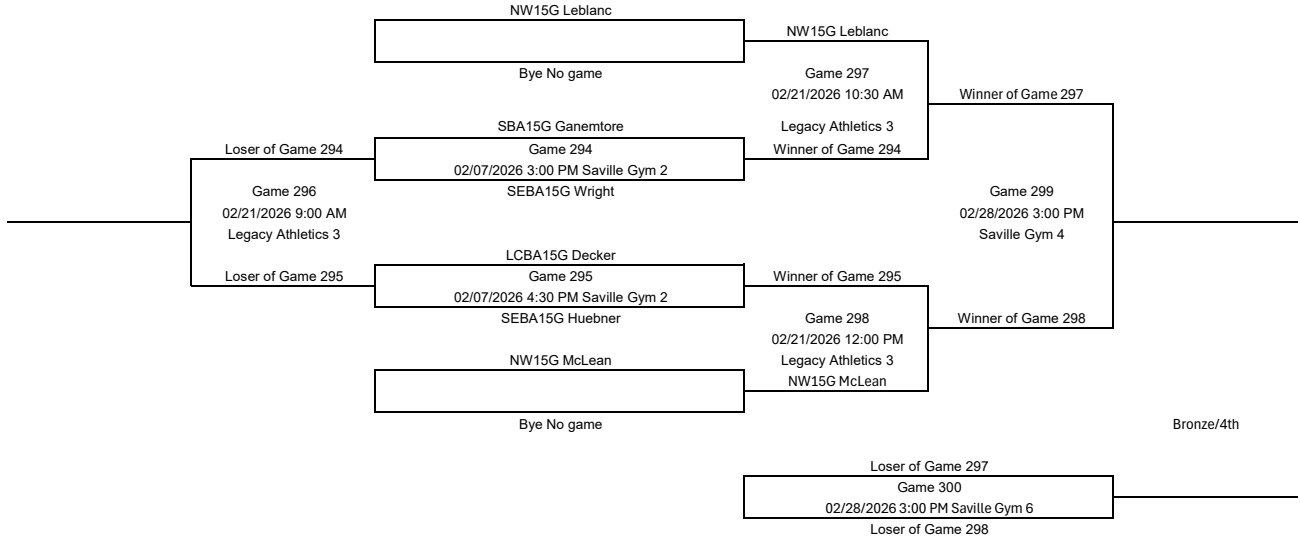 NW15G Leblanc
NW15G Leblanc
Bye No game
Game 297
02/21/2026 10:30 AM
Winner of Game 297
SBA15G Ganemtore
Legacy Athletics 3
Loser of Game 294
Game 294
Winner of Game 294
02/07/2026 3:00 PM Saville Gym 2
Game 296
SEBA15G Wright
Game 299
02/21/2026 9:00 AM
02/28/2026 3:00 PM
Legacy Athletics 3
Saville Gym 4
LCBA15G Decker
Loser of Game 295
Game 295
Winner of Game 295
02/07/2026 4:30 PM Saville Gym 2
SEBA15G Huebner
Game 298
Winner of Game 298
02/21/2026 12:00 PM
NW15G McLean
Legacy Athletics 3
NW15G McLean
Bye No game
Bronze/4th
Loser of Game 297
Game 300
02/28/2026 3:00 PM Saville Gym 6
Loser of Game 298